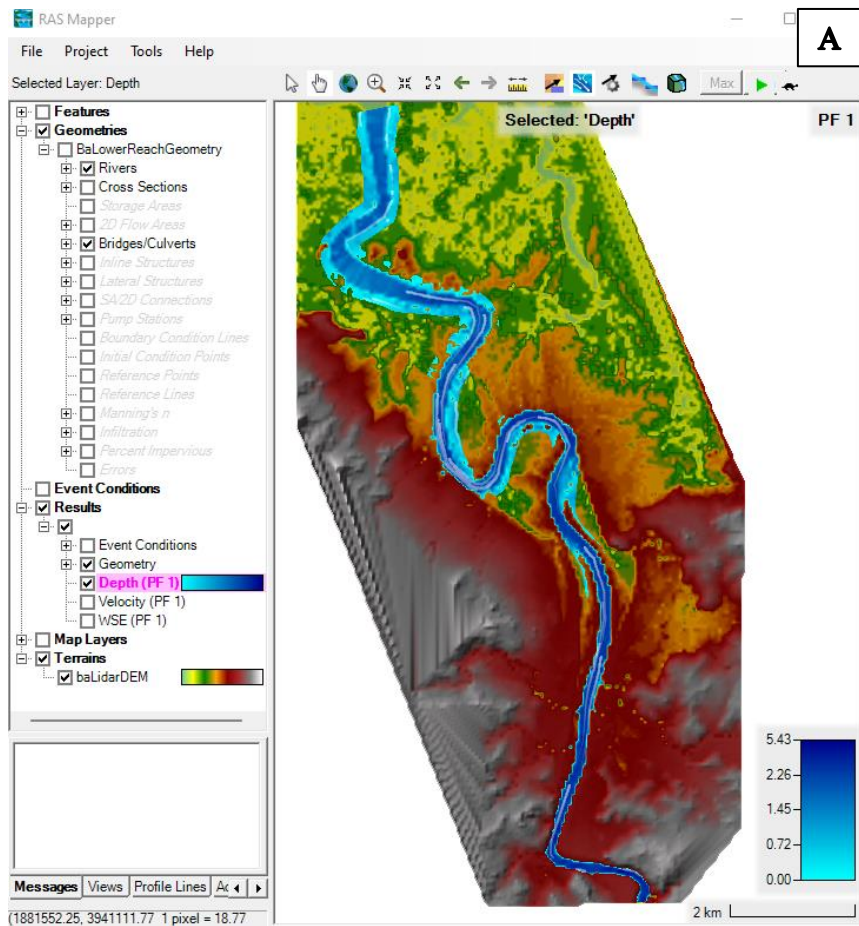 RAS Mapper
A
File Project Tools Help
Selected Layer: Depth
Max
Features
Geometries
BaLowerReachGeometry
Rivers
Cross Sections
Storage Areas
2D Flow Areas
Bridges/Culverts
Inline Structures
Lateral Structures
SA/2D Connections
Pump Stations
Boundary Condition Lines
Initial Condition Points
Reference Points
Reference Lines
Manning's n
Infiltration
Percent Impervious
Errors
Event Conditions
Results
Event Conditions
Geometry
Depth (PF 1)
Velocity (PF 1)
WSE (PF 1)
Map Layers
Terrains
baLidarDEM
Selected: 'Depth'
PF 1
5.43
2.26
1.45
0.72
0.00
2 km
Messages Views Profile Lines Ac
(1881552.25, 3941111.77 1 pixel = 18.77